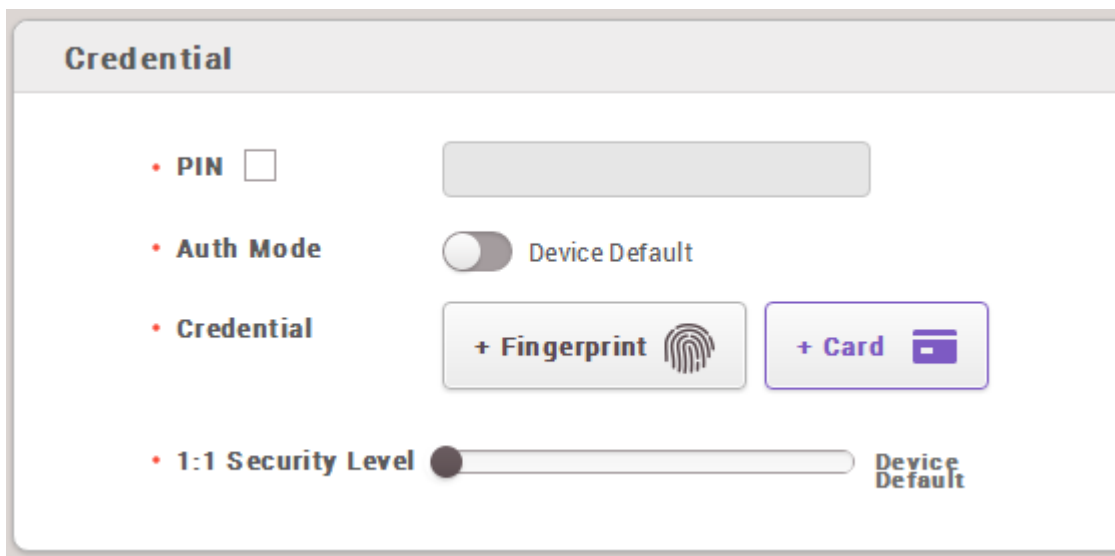 Credential
• PIN
• Auth Mode
Device Default
• Credential
+ Fingerprint
+ Card
• 1:1 Security Level
Device
Default